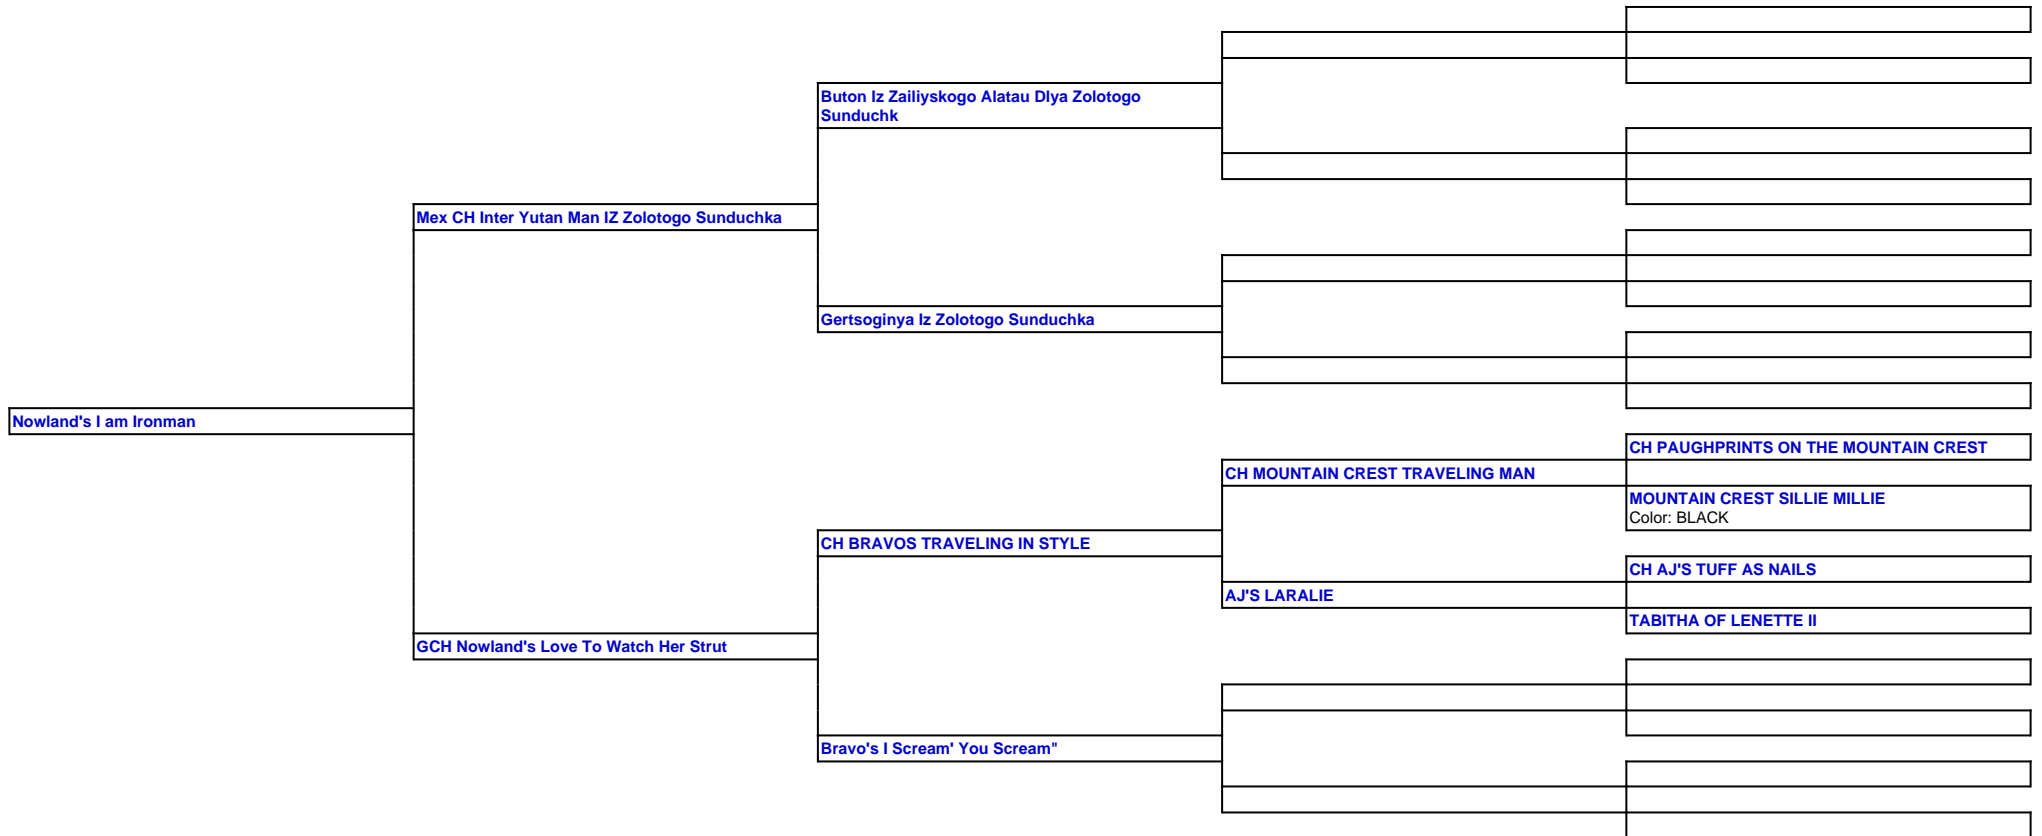 Buton Iz Zailiyskogo Alatau Dlya Zolotogo
Sunduchk
Mex CH Inter Yutan Man IZ Zolotogo Sunduchka
Gertsoginya Iz Zolotogo Sunduchka
Nowland's I am Ironman
CH PAUGHPRINTS ON THE MOUNTAIN CREST
CH MOUNTAIN CREST TRAVELING MAN
MOUNTAIN CREST SILLIE MILLIE
Color: BLACK
CH BRAVOS TRAVELING IN STYLE
CH AJ'S TUFF AS NAILS
AJ'S LARALIE
TABITHA OF LENETTE II
GCH Nowland's Love To Watch Her Strut
Bravo's I Scream' You Scream"